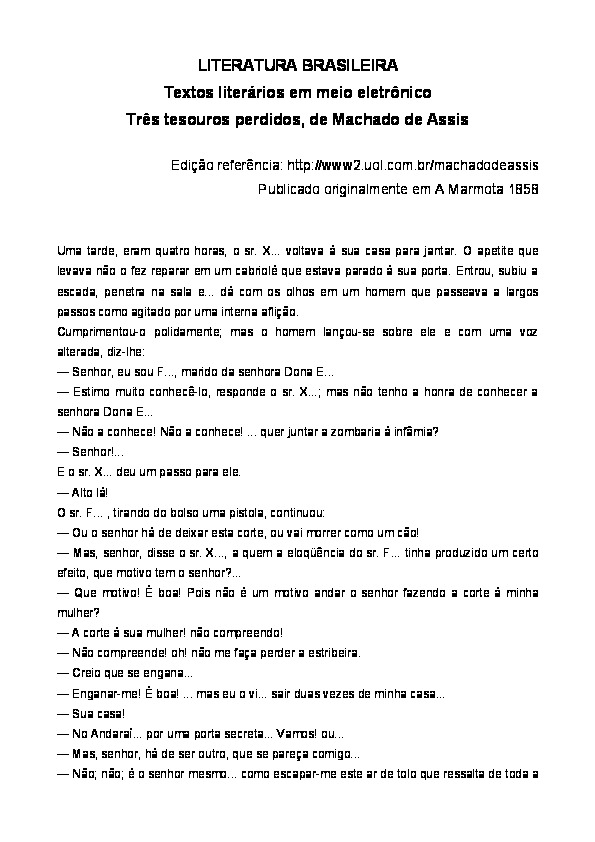 LITERATURA BRASILEIRA
Textos literários em meio eletrônico
Três tesouros perdidos, de Machado de Assis
Edição referência: http://www2.uol.com.br/machadodeassis
Publicado originalmente em A Marmota 1858
Uma tarde, eram quatro horas, o sr. X... voltava à sua casa para jantar. O apetite que
levava não o fez reparar em um cabriolé que estava parado à sua porta. Entrou, subiu a
escada, penetra na sala e... dá com os olhos em um homem que passeava a largos
passos como agitado por uma interna aflição.
Cumprimentou-o polidamente; mas o homem lançou-se sobre ele e com uma voz
alterada, diz-lhe:
— Senhor, eu sou F..., marido da senhora Dona E...
— Estimo muito conhecê-lo, responde o sr. X...; mas não tenho a honra de conhecer a
senhora Dona E...
— Não a conhece! Não a conhece! ... quer juntar a zombaria à infâmia?
— Senhor!...
E o sr. X... deu um passo para ele.
— Alto lá!
O sr. F... , tirando do bolso uma pistola, continuou:
— Ou o senhor há de deixar esta corte, ou vai morrer como um cão!
— Mas, senhor, disse o sr. X..., a quem a eloqüência do sr. F... tinha produzido um certo
efeito, que motivo tem o senhor?...
— Que motivo! É boa! Pois não é um motivo andar o senhor fazendo a corte à minha
mulher?
— A corte à sua mulher! não compreendo!
— Não compreende! oh! não me faça perder a estribeira.
— Creio que se engana...
— Enganar-me! É boa! ... mas eu o vi... sair duas vezes de minha casa...
— Sua casa!
— No Andaraí... por uma porta secreta... Vamos! ou...
— Mas, senhor, há de ser outro, que se pareça comigo...
— Não; não; é o senhor mesmo... como escapar-me este ar de tolo que ressalta de toda a